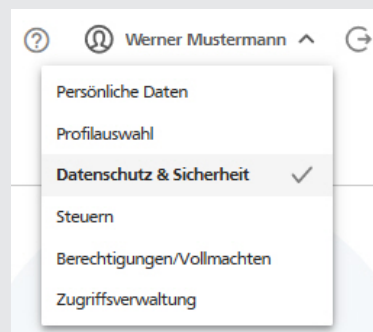 Werner Mustermann
Persönliche Daten
Profilauswahl
Datenschutz & Sicherheit
Steuern
Berechtigungen/Vollmachten
Zugriffsverwaltung